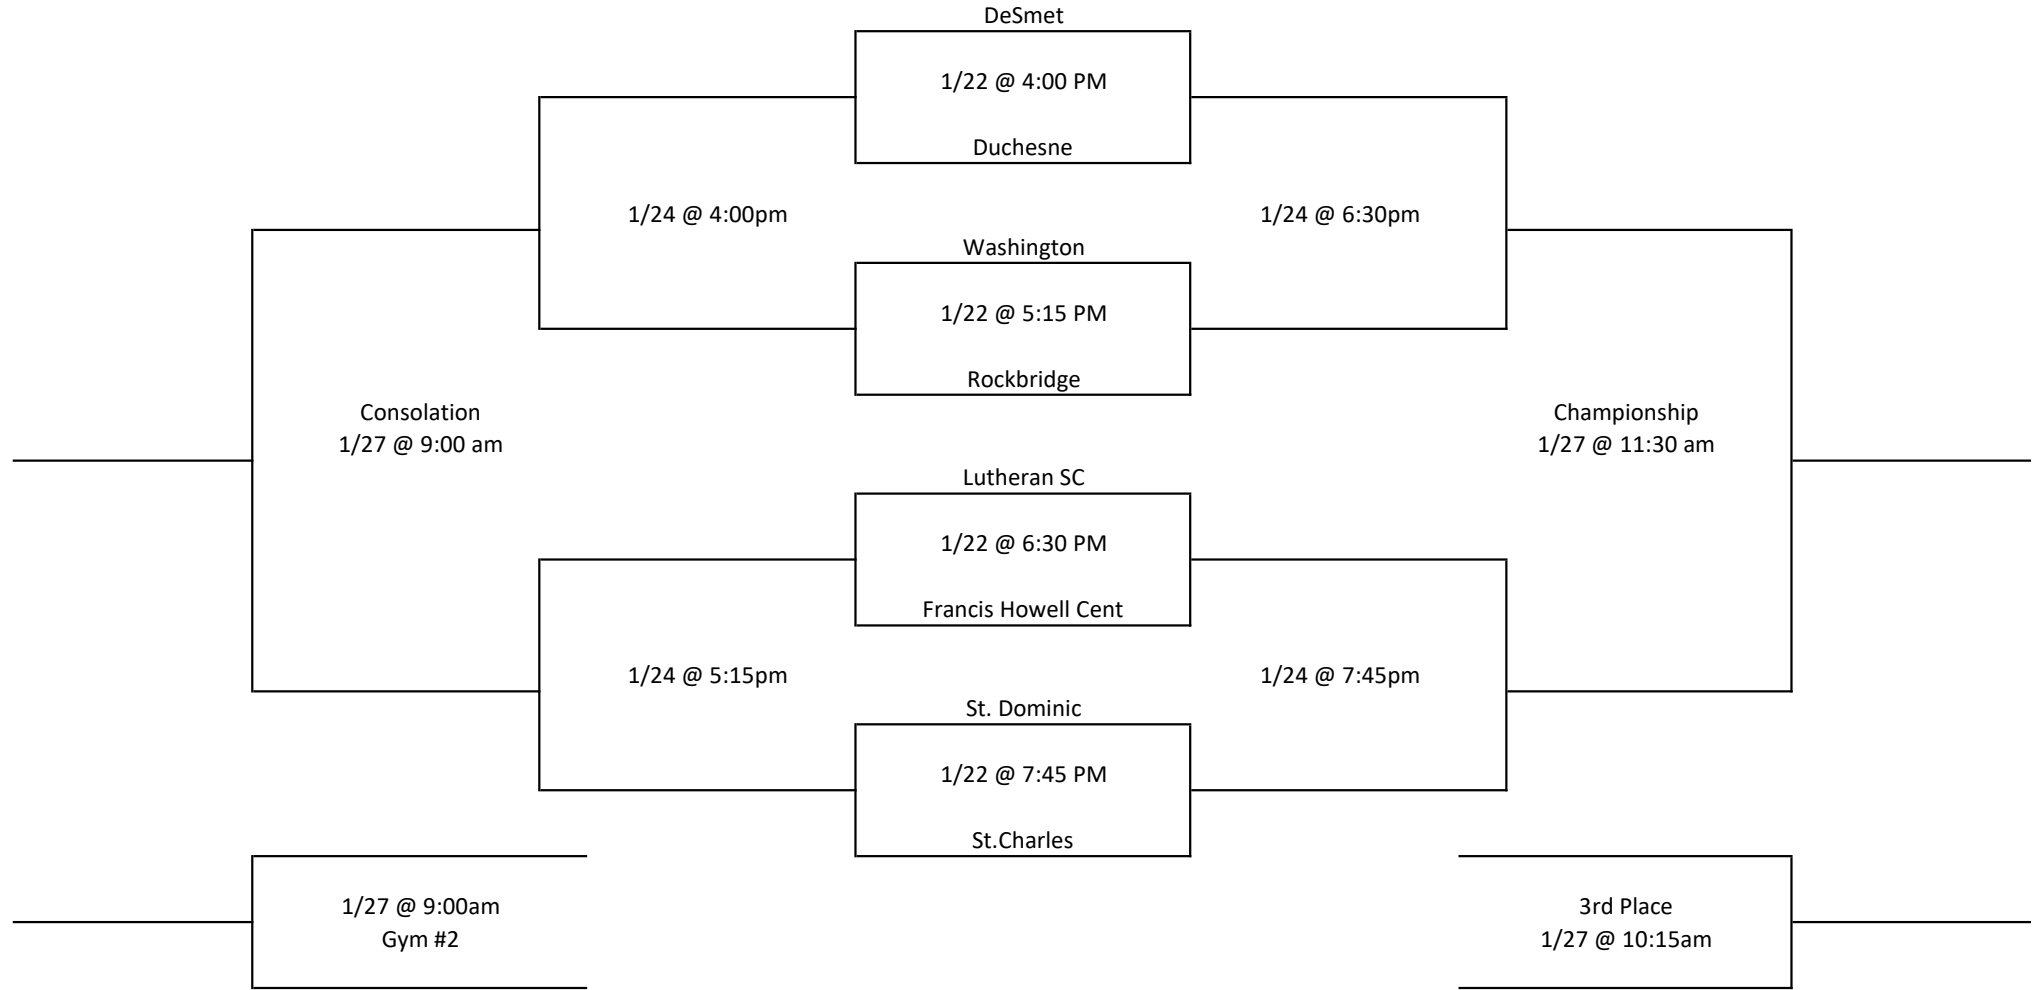 DeSmet
1/22 @ 4:00 PM
Duchesne
1/24 @ 4:00pm
1/24 @ 6:30pm
Washington
1/22 @ 5:15 PM
Rockbridge
Consolation
1/27 @ 9:00 am
Championship
1/27 @ 11:30 am
Lutheran SC
1/22 @ 6:30 PM
Francis Howell Cent
1/24 @ 5:15pm
1/24 @ 7:45pm
St. Dominic
1/22 @ 7:45 PM
St.Charles
1/27 @ 9:00am
Gym #2
3rd Place
1/27 @ 10:15am